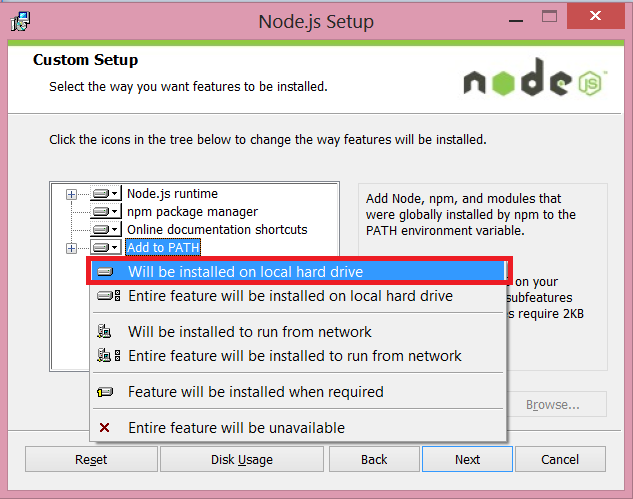 Node.js Setup
Custom Setup
Select the way you want features to be installed.
node
JS
Click the icons in the tree below to change the way features will be installed.
Node.js runtime
npm package manager
Online documentation shortcuts
Add to PATH
Add Node, npm, and modules that
were globally installed by npm to the
PATH environment variable.
on your
subfeatures
require 2KB
Will be installed on local hard drive
Entire feature will be installed on local hard drive
Will be installed to run from network
Entire feature will be installed to run from network
Feature will be installed when required
Entire feature will be unavailable
Browse...
Reset
Disk Usage
Back
Next
Cancel